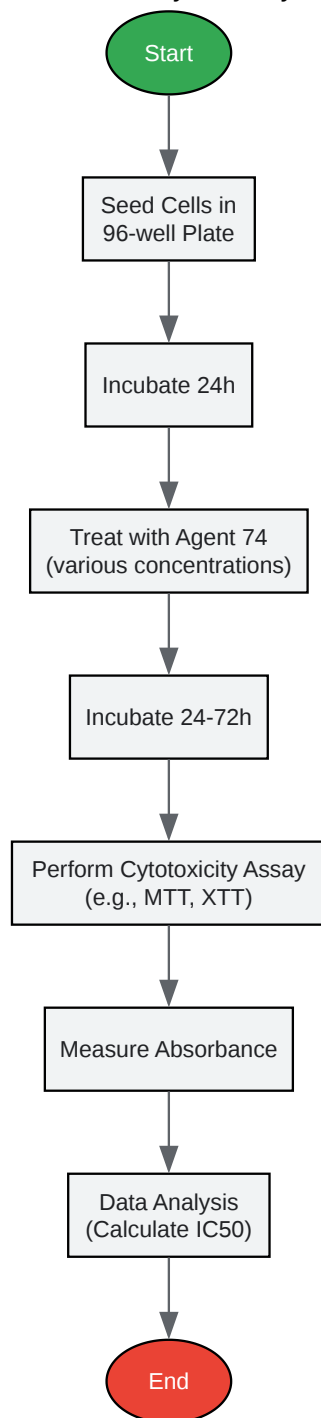 Start
Seed Cells in
96-well Plate
Incubate 24h
Treat with Agent 74
(various concentrations)
Incubate 24-72h
Perform Cytotoxicity Assay
(e.g., MTT, XTT)
Measure Absorbance
Data Analysis
(Calculate IC50)
End